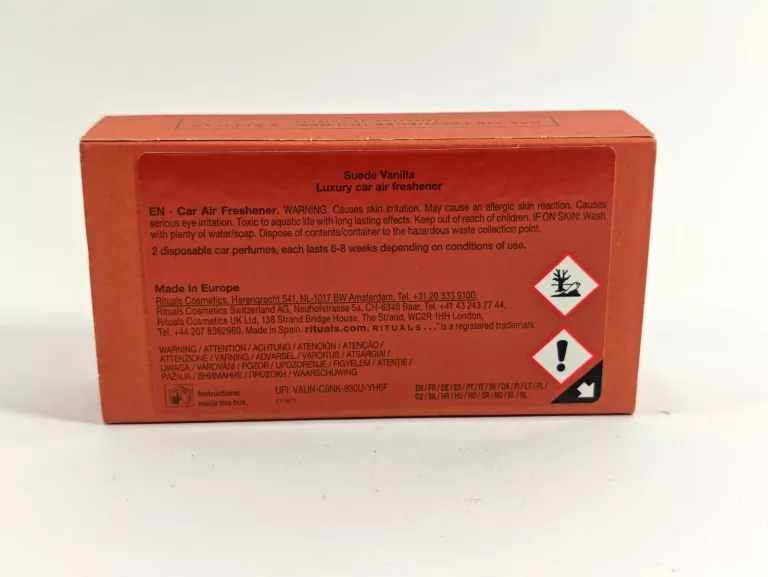 Suede Vanilla
Luxury car air freshener
EN · Car Air Freshener. WARNING. Causes skin irritation. May cause an allergic skin reaction. Causes
serious eye irritation. Toxic to aquatic life with long lasting effects. Keep out of reach of children. IF ON SKIN: Wash
with plenty of water/soap. Dispose of contents/container to the hazardous waste collection point.
2 disposable car perfumes, each lasts 6-8 weeks depending on conditions of use.
Made in Europe
Rituals Cosmetics, Herengracht 541, NL-1017 BW Amsterdam, Tel. +31 20 333 9100,
Rituals Cosmetics Switzerland AG, Neuhofstrasse 5a, CH-6340 Baar, Tel. +41 43 243 77 44,
Rituals Cosmetics UK Ltd, 138 Strand Bridge House, The Strand, WC2R 1HH London,
Tel. +44 207 8362980. Made in Spain. rituals.com. RITUALS... is a registered trademark
WARNING / ATTENTION / ACHTUNG / ATENCIÓN / ATENÇÃO /
ATTENZIONE / VARNING / ADVARSEL / VAROITUS / ATSARGIAI /
UWAGA / VAROVÁNÍ / POZOR / UPOZORENJE / FIGYELEM / ATENȚIE /
PAŽNJA / ВНИМАНИЕ / ΠΡΟΣΟΧΗ / WAARSCHUWING
Instructions:
inside this box.
UFI: VAUN-C6NK-830U-YH6F
EN / FR / DE / ES / PT / IT / SV / DA / FI / LT / PL /
CZ / SK / HR / HU / RO / SR / BG / EL / NL